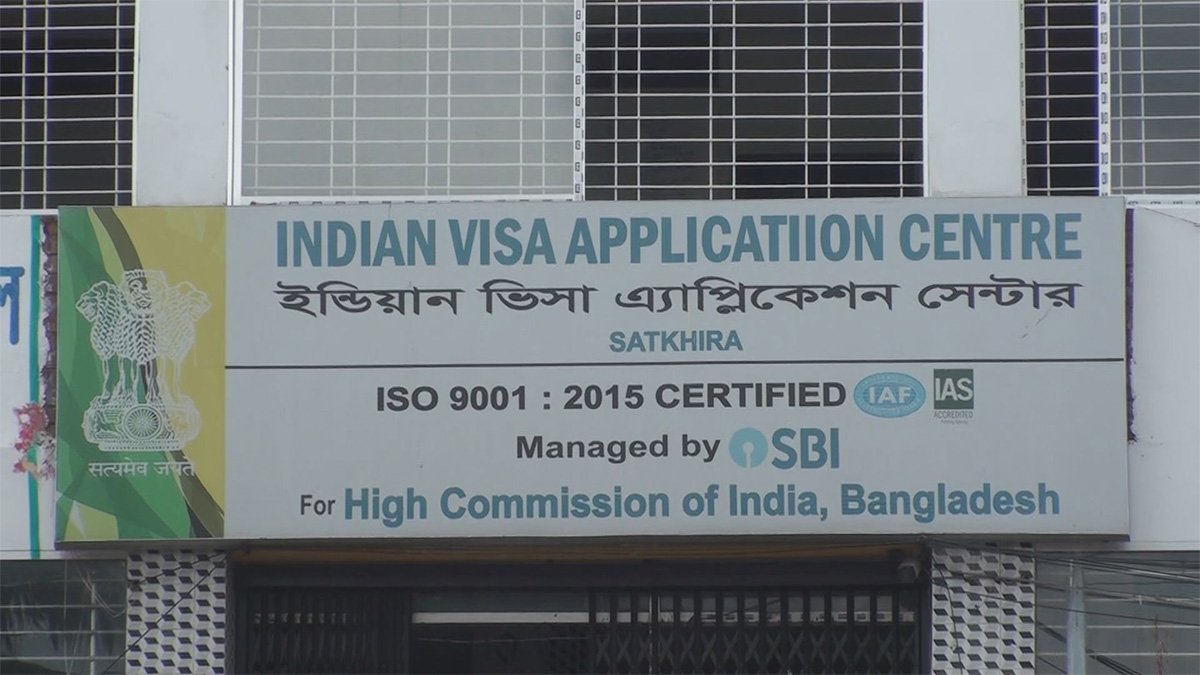 INDIAN VISA APPLICATIION CENTRE
ইন্ডিয়ান ভিসা এ্যাপ্লিকেশন সেন্টার
SATKHIRA
ISO 9001 : 2015 CERTIFIED IAF IAS
ACCREDITED
Managed by SBI
For High Commission of India, Bangladesh
सत्यमेव जयते
ল